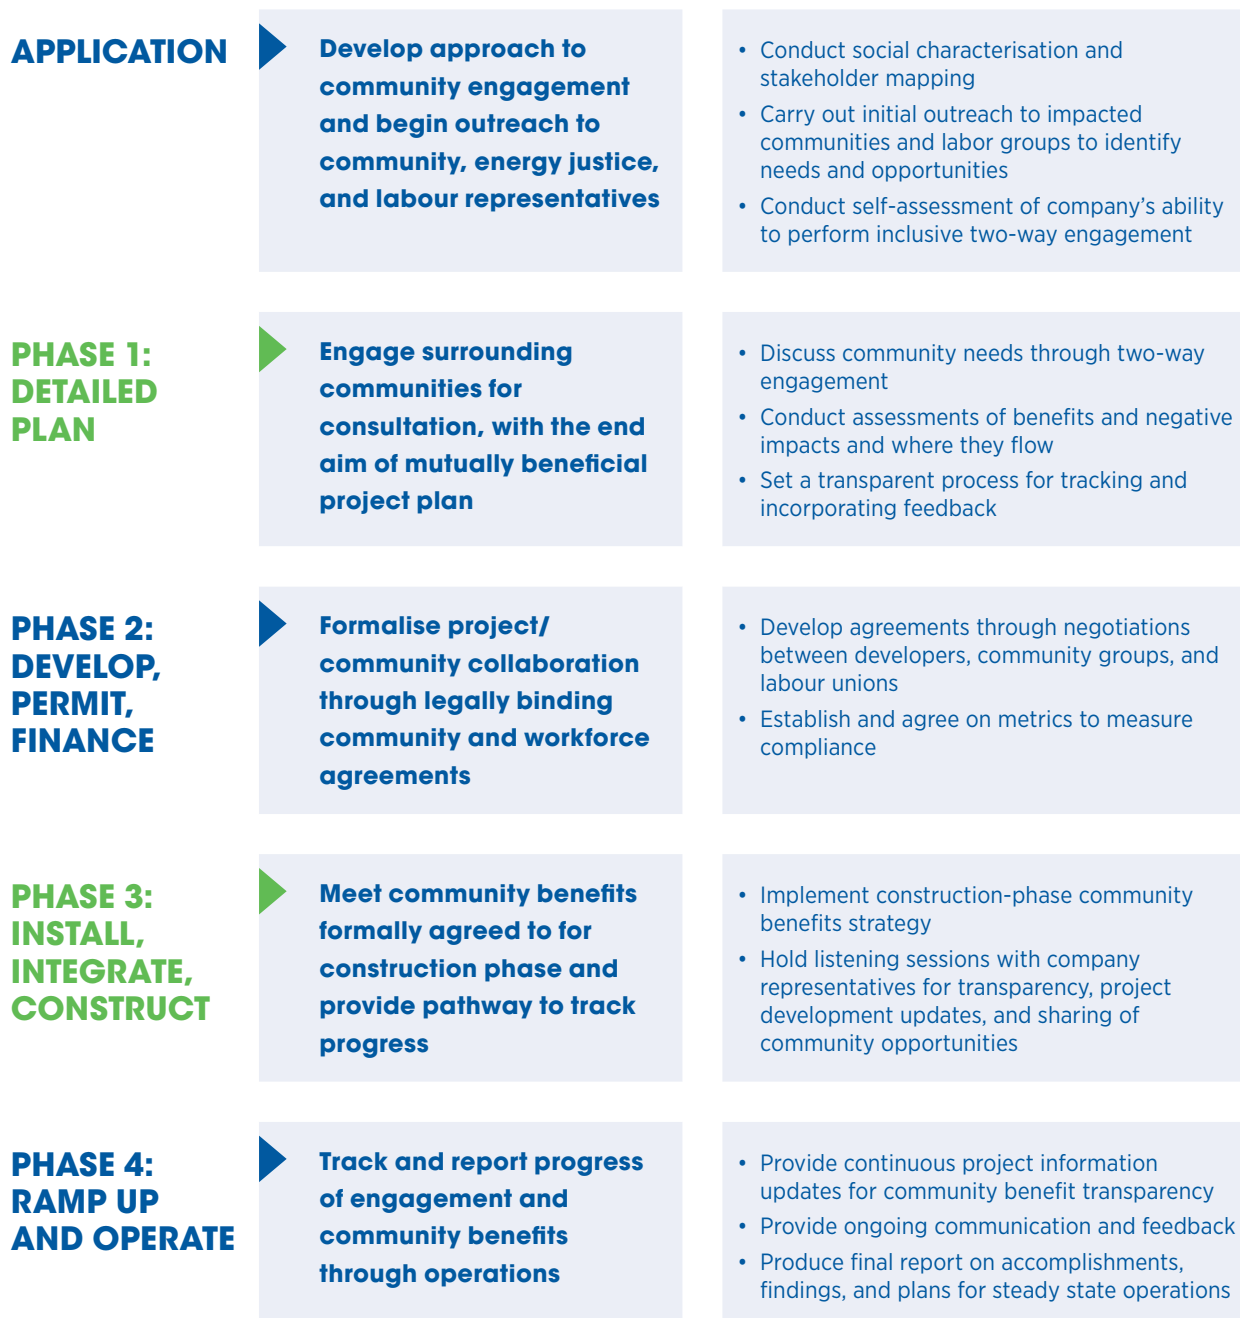 APPLICATION
Develop approach to
community engagement
and begin outreach to
community, energy justice,
and labour representatives
• Conduct social characterisation and
stakeholder mapping
• Carry out initial outreach to impacted
communities and labor groups to identify
needs and opportunities
• Conduct self-assessment of company’s ability
to perform inclusive two-way engagement
PHASE 1:
DETAILED
PLAN
Engage surrounding
communities for
consultation, with the end
aim of mutually beneficial
project plan
• Discuss community needs through two-way
engagement
• Conduct assessments of benefits and negative
impacts and where they flow
• Set a transparent process for tracking and
incorporating feedback
PHASE 2:
DEVELOP,
PERMIT,
FINANCE
Formalise project/
community collaboration
through legally binding
community and workforce
agreements
• Develop agreements through negotiations
between developers, community groups, and
labour unions
• Establish and agree on metrics to measure
compliance
PHASE 3:
INSTALL,
INTEGRATE,
CONSTRUCT
Meet community benefits
formally agreed to for
construction phase and
provide pathway to track
progress
• Implement construction-phase community
benefits strategy
• Hold listening sessions with company
representatives for transparency, project
development updates, and sharing of
community opportunities
PHASE 4:
RAMP UP
AND OPERATE
Track and report progress
of engagement and
community benefits
through operations
• Provide continuous project information
updates for community benefit transparency
• Provide ongoing communication and feedback
• Produce final report on accomplishments,
findings, and plans for steady state operations